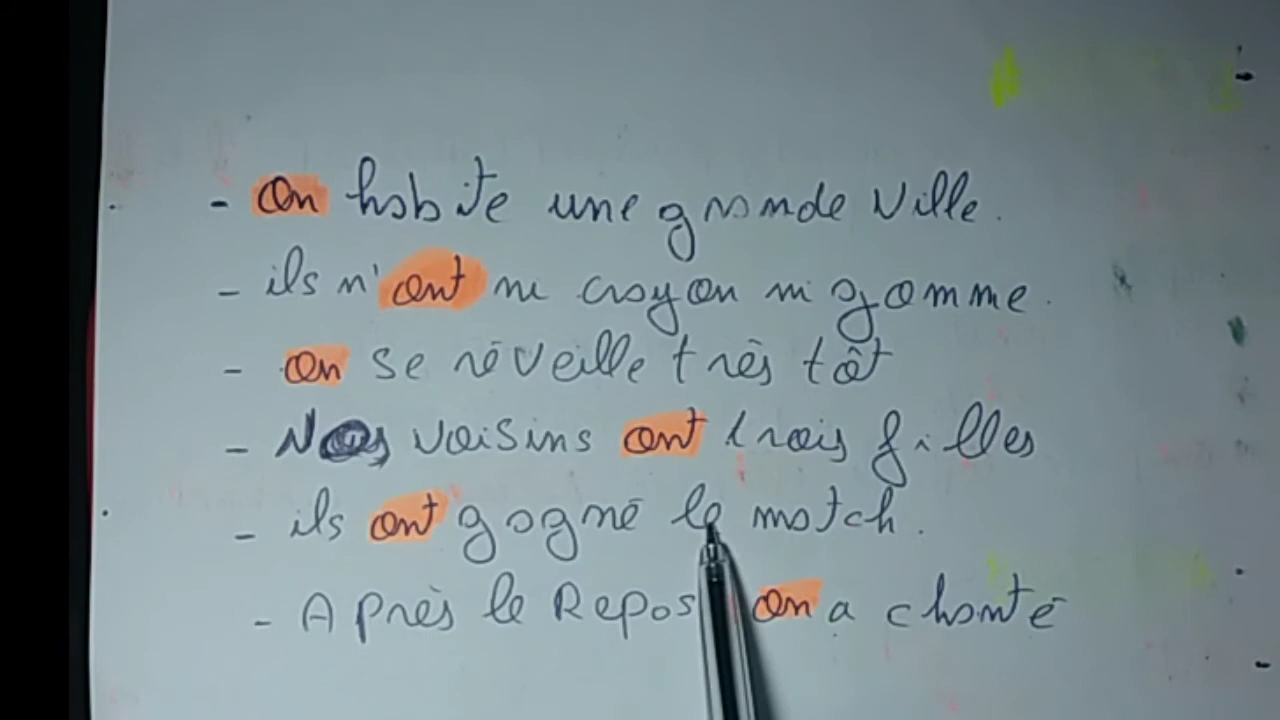 - on habite une grande ville.
- ils n'ont ni crayon ni gomme.
- on se réveille très tôt
- Nos voisins ont trois filles
- ils ont gagné le match.
- Après le Repos on a chanté